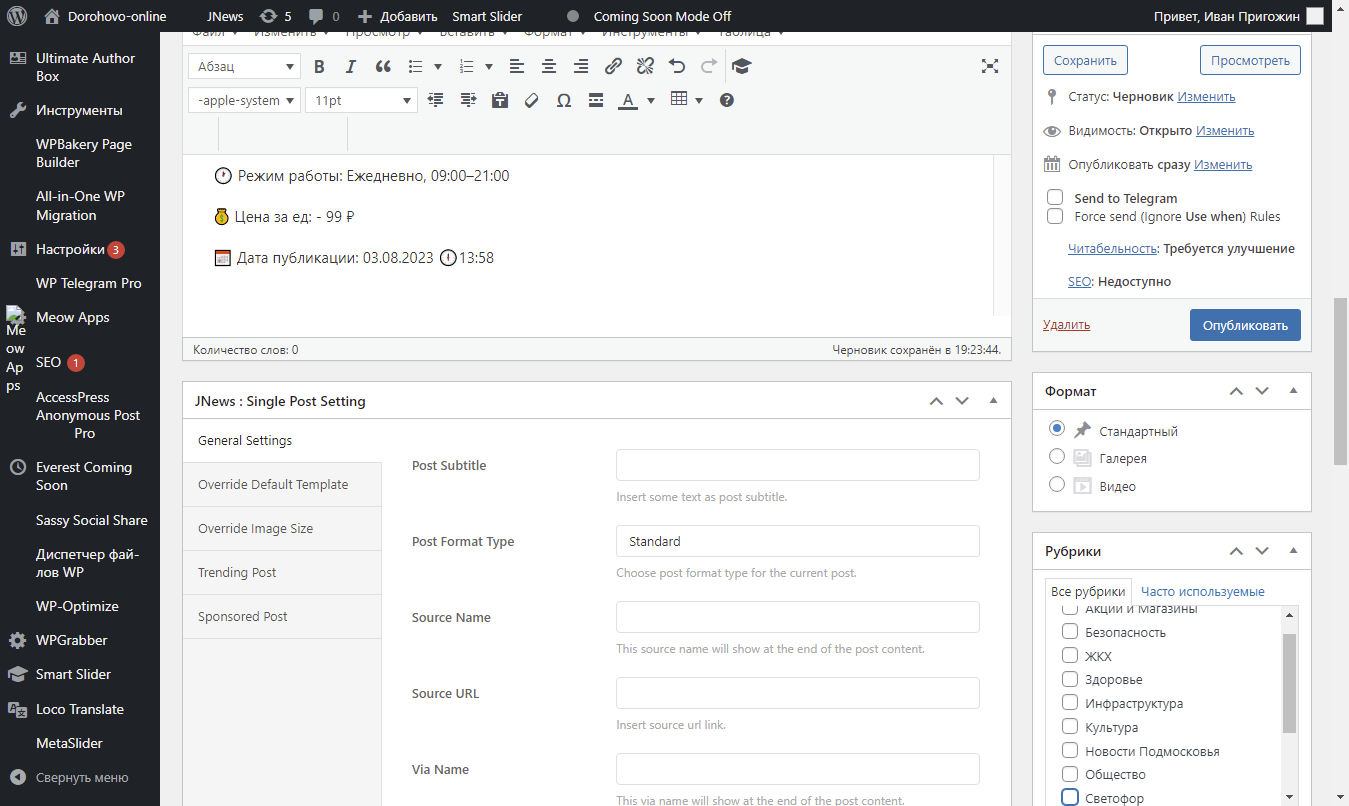 Dorohovo-online
JNews
5
0
Добавить
Smart Slider
Coming Soon Mode Off
Привет, Иван Пригожин
Ultimate Author
Box
Инструменты
WPBakery Page
Builder
All-in-One WP
Migration
Настройки 3
WP Telegram Pro
Meow Apps
Meow
Apps
SEO 1
AccessPress
Anonymous Post
Pro
Everest Coming
Soon
Sassy Social Share
Диспетчер фай-
лов WP
WP-Optimize
WPGrabber
Smart Slider
Loco Translate
MetaSlider
Свернуть меню
Файл Изменить Просмотр Вставить Формат Инструменты Таблица
Абзац
-apple-system
11pt
Режим работы: Ежедневно, 09:00–21:00
Цена за ед: - 99 ₽
Дата публикации: 03.08.2023 13:58
Количество слов: 0
Черновик сохранён в 19:23:44.
JNews : Single Post Setting
General Settings
Override Default Template
Override Image Size
Trending Post
Sponsored Post
Post Subtitle
Insert some text as post subtitle.
Post Format Type
Standard
Choose post format type for the current post.
Source Name
This source name will show at the end of the post content.
Source URL
Insert source url link.
Via Name
This via name will show at the end of the post content.
Сохранить
Просмотреть
Статус: Черновик Изменить
Видимость: Открыто Изменить
Опубликовать сразу Изменить
Send to Telegram
Force send (Ignore Use when) Rules
Читабельность: Требуется улучшение
SEO: Недоступно
Удалить
Опубликовать
Формат
Стандартный
Галерея
Видео
Рубрики
Все рубрики
Часто используемые
Акции и Магазины
Безопасность
ЖКХ
Здоровье
Инфраструктура
Культура
Новости Подмосковья
Общество
Светофор